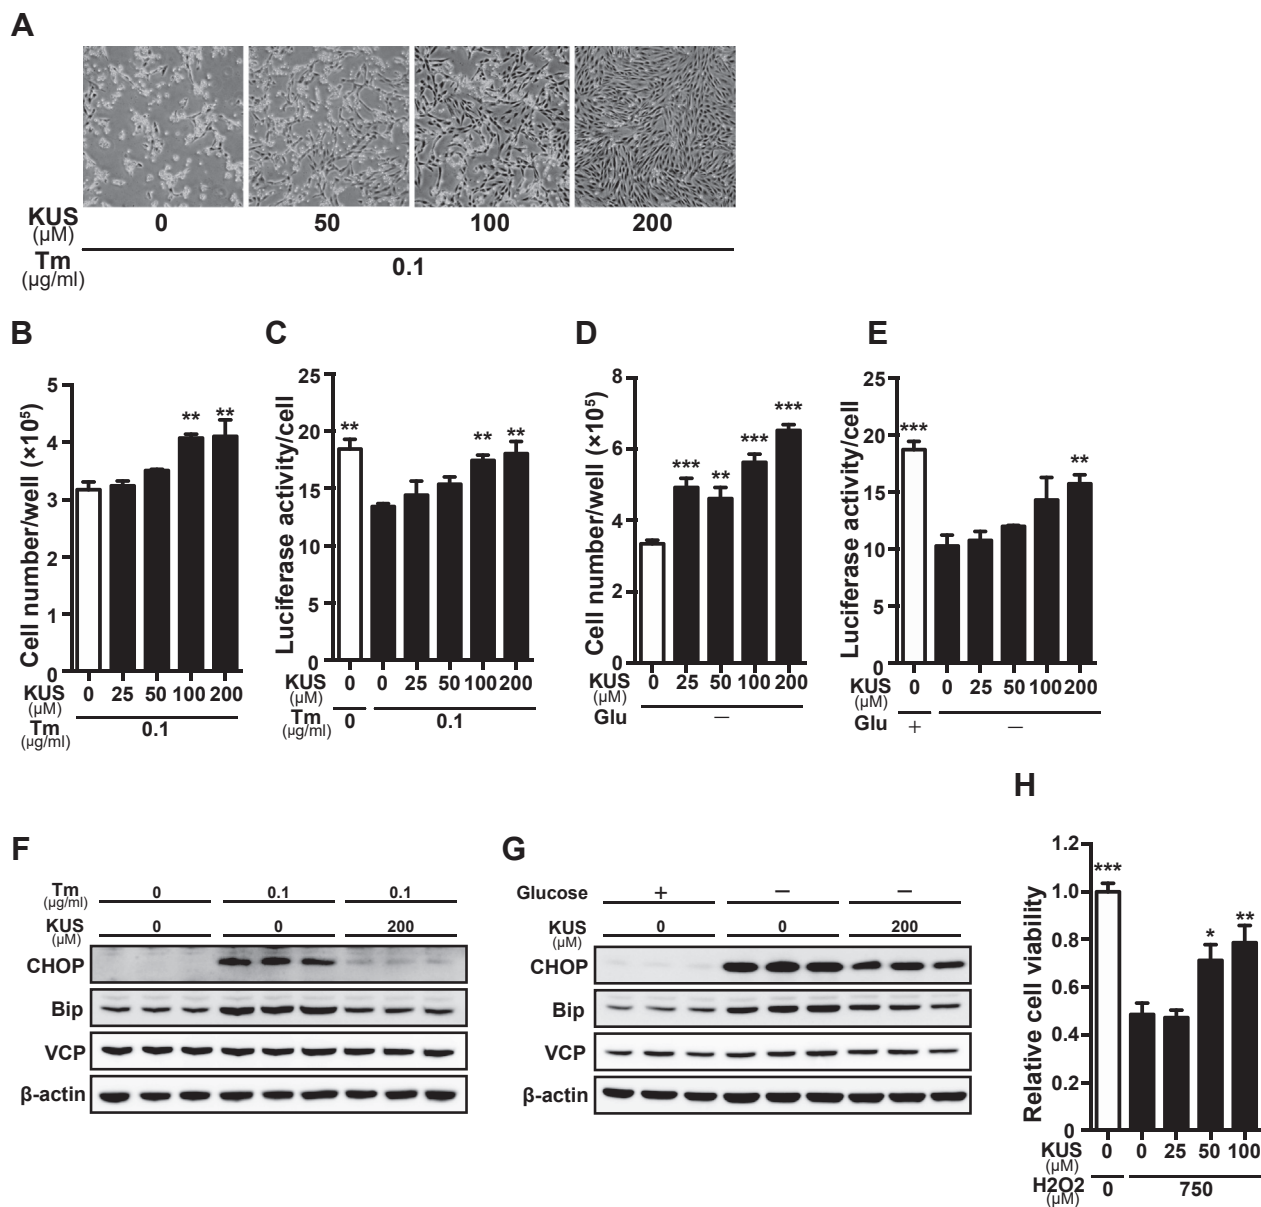 A
KUS
(µM)
0
50
100
200
Tm
(µg/ml)
0.1
B
Cell number/well (×10⁵)
5
4
3
2
1
0
** **
KUS
(µM)
0 25 50 100 200
Tm
(µg/ml)
0.1
C
Luciferase activity/cell
25
20
15
10
5
0
** ** **
KUS
(µM)
0 0 25 50 100 200
Tm
(µg/ml)
0 0.1
D
Cell number/well (×10⁵)
8
6
4
2
0
*** ** *** ***
KUS
(µM)
0 25 50 100 200
Glu
−
E
Luciferase activity/cell
25
20
15
10
5
0
*** **
KUS
(µM)
0 0 25 50 100 200
Glu + −
F
Tm
(µg/ml)
0 0.1 0.1
KUS
(µM)
0 0 200
CHOP
Bip
VCP
β-actin
G
Glucose + − −
KUS
(µM)
0 0 200
CHOP
Bip
VCP
β-actin
H
Relative cell viability
1.2
1.0
0.8
0.6
0.4
0.2
0
*** * **
KUS
(µM)
0 0 25 50 100
H2O2
(µM)
0 750